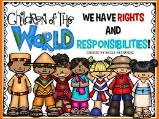 Children of the
WORLD
WE HAVE RIGHTS
AND
RESPONSIBILITIES!